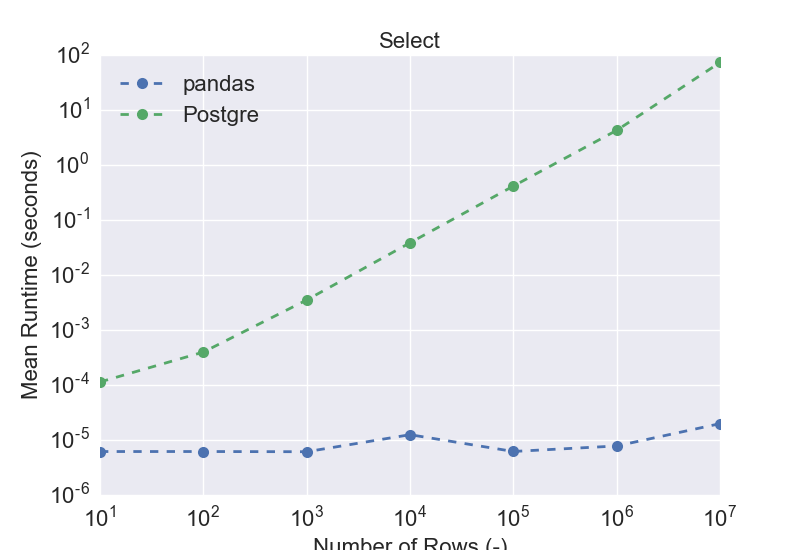 Select
10^2
10^1
10^0
10^-1
10^-2
10^-3
10^-4
10^-5
10^-6
Mean Runtime (seconds)
pandas
Postgre
10^1 10^2 10^3 10^4 10^5 10^6 10^7
Number of Rows (-)